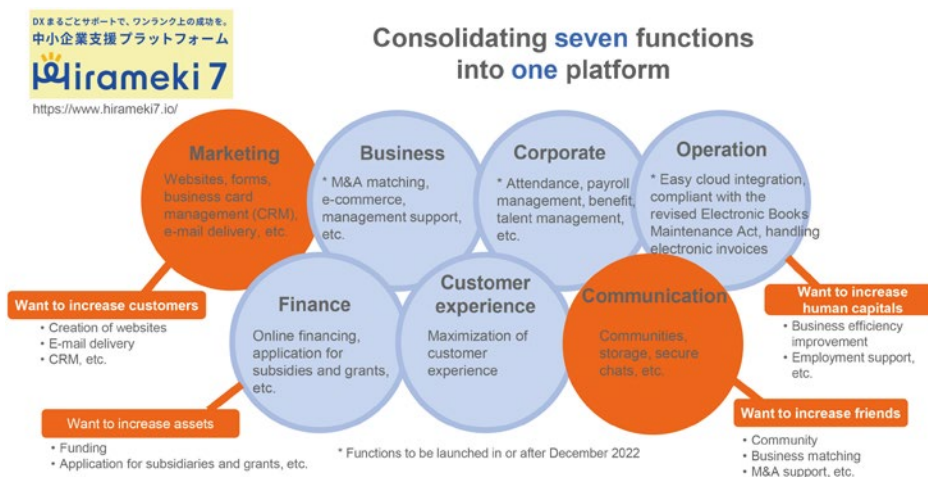 DXまるごとサポートで、ワンランク上の成功を。
中小企業支援プラットフォーム
Hirameki 7
https://www.hirameki7.io/
Consolidating seven functions
into one platform
Marketing
Websites, forms,
business card
management (CRM),
e-mail delivery, etc.
Business
* M&A matching,
e-commerce,
management support,
etc.
Corporate
* Attendance, payroll
management, benefit,
talent management,
etc.
Operation
* Easy cloud integration,
compliant with the
revised Electronic Books
Maintenance Act, handling
electronic invoices
Finance
Online financing,
application for
subsidies and grants,
etc.
Customer
experience
Maximization of
customer
experience
Communication
Communities,
storage, secure
chats, etc.
Want to increase customers
• Creation of websites
• E-mail delivery
• CRM, etc.
Want to increase
human capitals
• Business efficiency
improvement
• Employment support,
etc.
Want to increase assets
• Funding
• Application for subsidiaries and grants, etc.
Want to increase friends
• Community
• Business matching
• M&A support, etc.
* Functions to be launched in or after December 2022